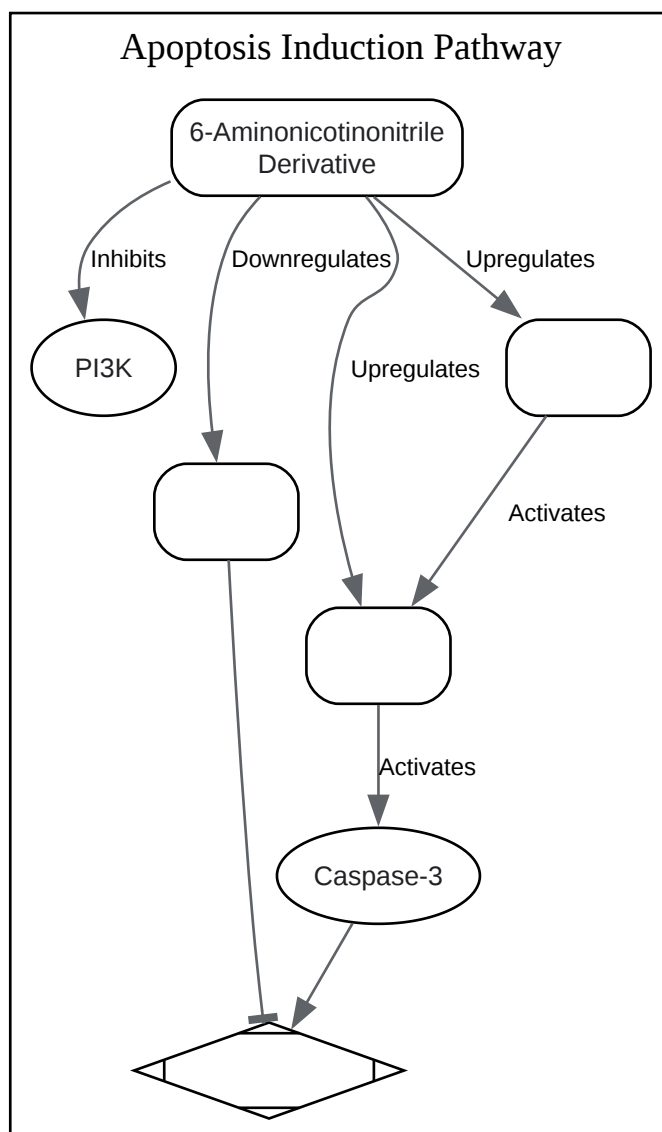 Apoptosis Induction Pathway
6-Aminonicotinonitrile
Derivative
Inhibits
Downregulates
Upregulates
PI3K
Upregulates
Activates
Activates
Caspase-3